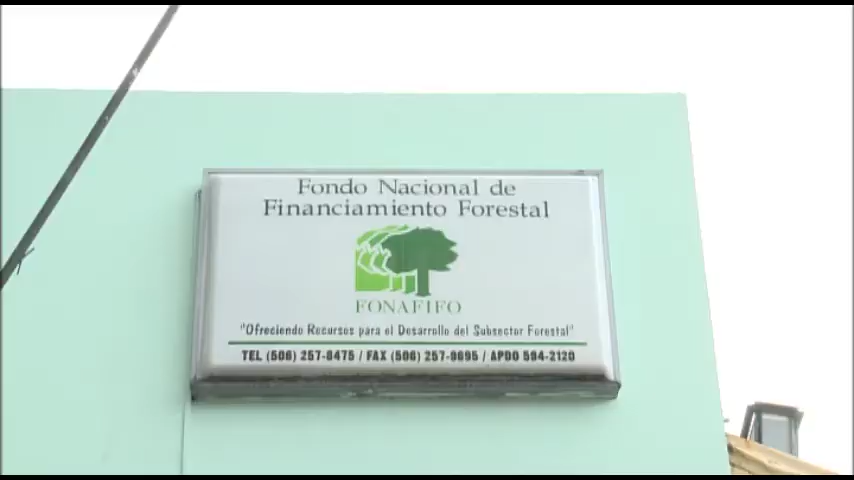 Fondo Nacional de
Financiamiento Forestal
FONAFIFO
"Ofreciendo Recursos para el Desarrollo del Subsector Forestal"
TEL (506) 257-8475 / FAX (506) 257-9695 / APDO 594-2120